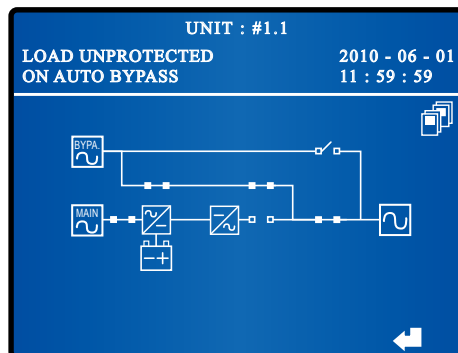 UNIT : #1.1
LOAD UNPROTECTED
2010 - 06 - 01
ON AUTO BYPASS
11 : 59 : 59
BYPA.
MAIN